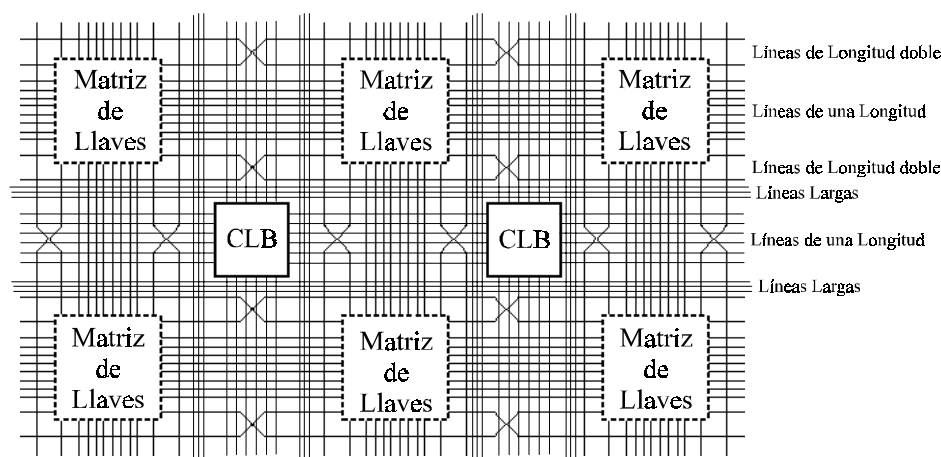 Líneas de Longitud doble
Matriz
de
Llaves
Matriz
de
Llaves
Matriz
de
Llaves
Líneas de una Longitud
Líneas de Longitud doble
Líneas Largas
CLB
CLB
Líneas de una Longitud
Líneas Largas
Matriz
de
Llaves
Matriz
de
Llaves
Matriz
de
Llaves